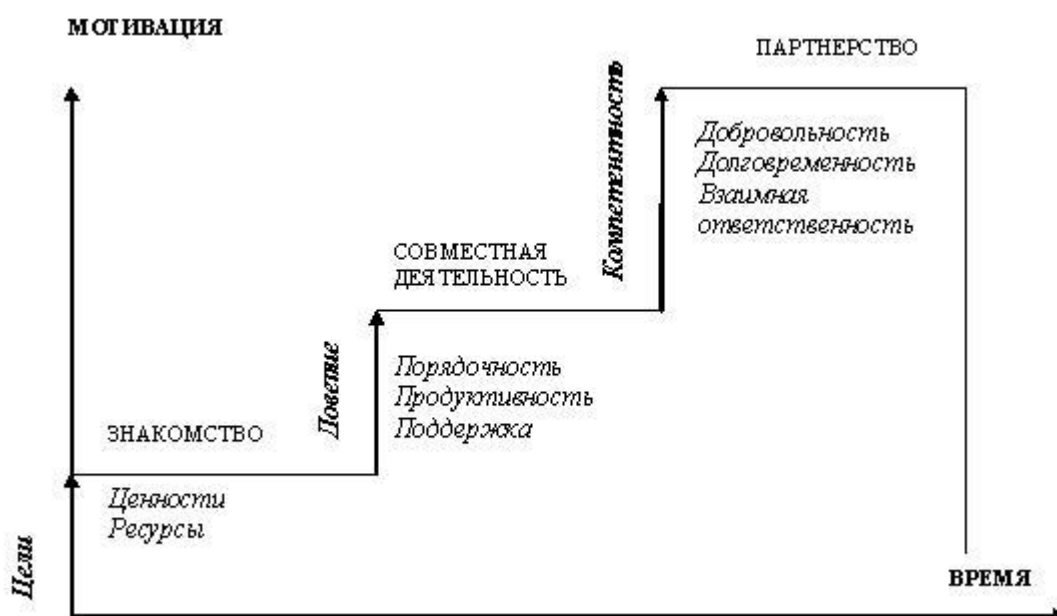 МОТИВАЦИЯ
ПАРТНЕРСТВО
Компетентность
Добровольность
Долговременность
Взаимная
ответственность
СОВМЕСТНАЯ
ДЕЯТЕЛЬНОСТЬ
Доверие
Порядочность
Продуктивность
Поддержка
ЗНАКОМСТВО
Ценности
Ресурсы
Цели
ВРЕМЯ